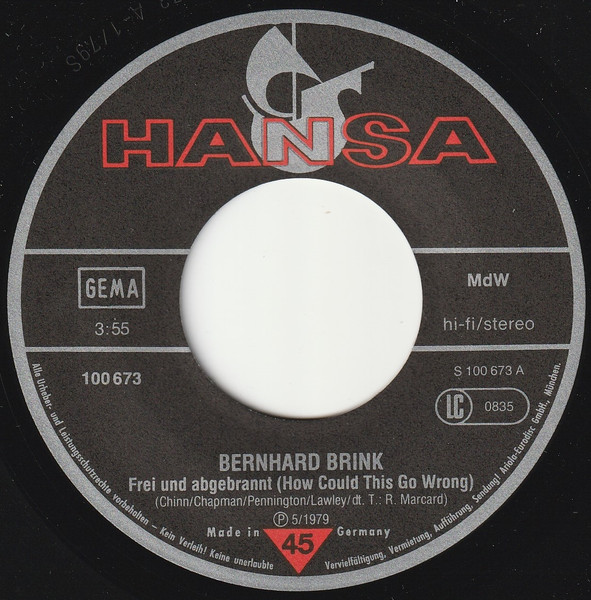 HANSA
GEMA
3:55
100 673
MdW
hi-fi/stereo
S 100 673 A
LC 0835
BERNHARD BRINK
Frei und abgebrannt (How Could This Go Wrong)
(Chinn/Chapman/Pennington/Lawley/dt. T.: R. Marcard)
Ⓟ 5/1979
Made in Germany
45
Alle Urheber- und Leistungsschutzrechte vorbehalten – Kein Verleih! Keine unerlaubte Vervielfältigung, Vermietung, Aufführung, Sendung! Ariola-Eurodisc GmbH., München.